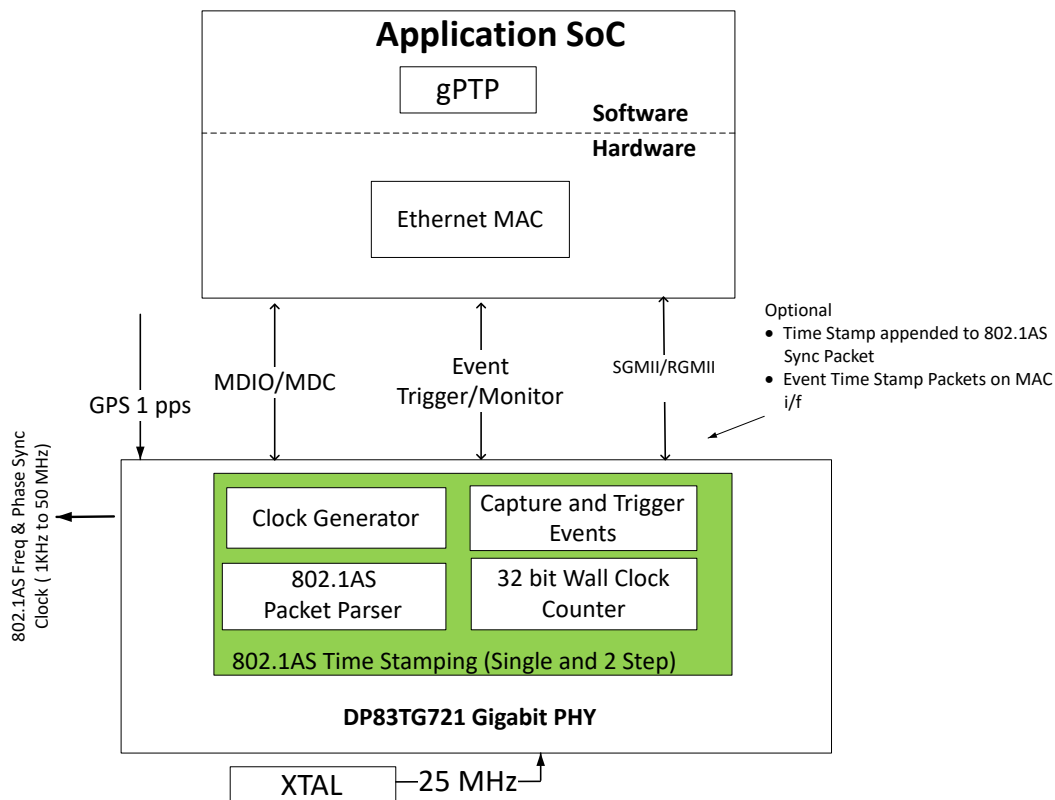 Application SoC
gPTP
Software
Hardware
Ethernet MAC
Optional
• Time Stamp appended to 802.1AS
Sync Packet
• Event Time Stamp Packets on MAC
i/f
GPS 1 pps
MDIO/MDC
Event
Trigger/Monitor
SGMII/RGMII
802.1AS Freq & Phase Sync
Clock ( 1KHz to 50 MHz)
Clock Generator
Capture and Trigger
Events
802.1AS
Packet Parser
32 bit Wall Clock
Counter
802.1AS Time Stamping (Single and 2 Step)
DP83TG721 Gigabit PHY
XTAL
25 MHz